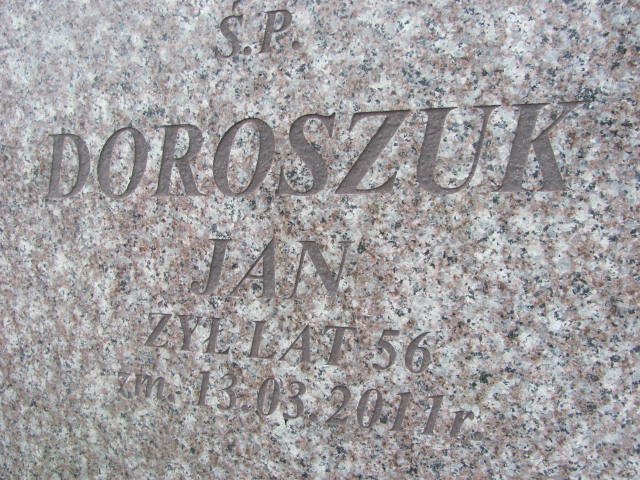 Ś.P.
DOROSZUK
JAN
ŻYŁ LAT 56
zm. 13.03.2011r.